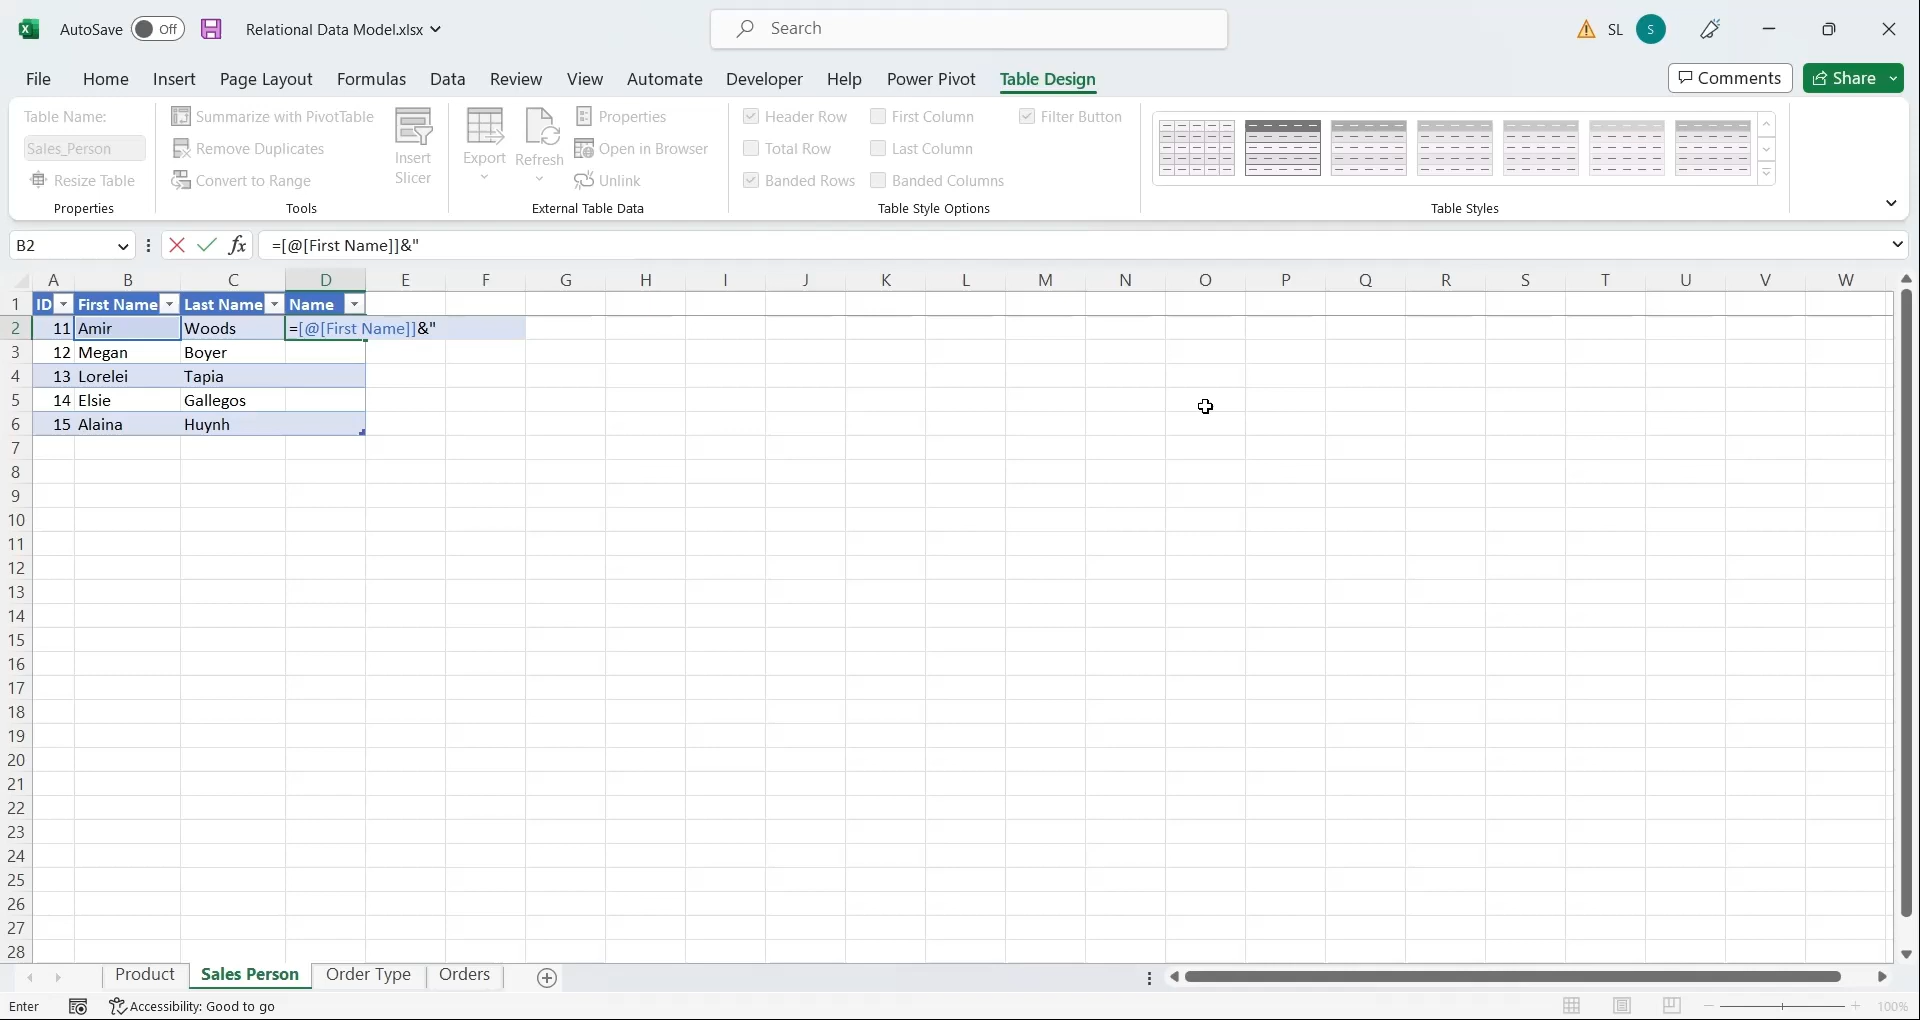 AutoSave Off Relational Data Model.xlsx Search SL S
File Home Insert Page Layout Formulas Data Review View Automate Developer Help Power Pivot Table Design Comments Share
Table Name:
Sales_Person
Resize Table
Properties
Summarize with PivotTable
Remove Duplicates
Convert to Range
Tools
Insert
Slicer
Export
Refresh
Properties
Open in Browser
Unlink
External Table Data
Header Row First Column Filter Button
Total Row Last Column
Banded Rows Banded Columns
Table Style Options
Table Styles
B2 fx =[@[First Name]]&"
A B C D E F G H I J K L M N O P Q R S T U V W
1 ID First Name Last Name Name
2 11 Amir Woods =[@[First Name]]&"
3 12 Megan Boyer
4 13 Lorelei Tapia
5 14 Elsie Gallegos
6 15 Alaina Huynh
7
8
9
10
11
12
13
14
15
16
17
18
19
20
21
22
23
24
25
26
27
28
Product Sales Person Order Type Orders
Enter Accessibility: Good to go 100%